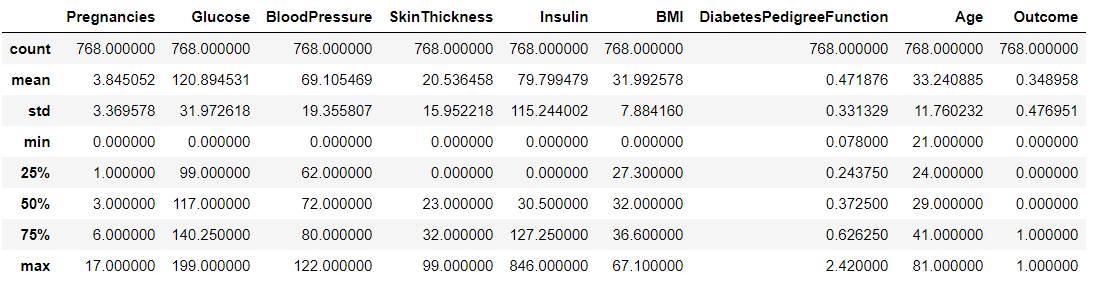 Pregnancies Glucose BloodPressure SkinThickness Insulin BMI DiabetesPedigreeFunction Age Outcome
count 768.000000 768.000000 768.000000 768.000000 768.000000 768.000000 768.000000 768.000000 768.000000
mean 3.845052 120.894531 69.105469 20.536458 79.799479 31.992578 0.471876 33.240885 0.348958
std 3.369578 31.972618 19.355807 15.952218 115.244002 7.884160 0.331329 11.760232 0.476951
min 0.000000 0.000000 0.000000 0.000000 0.000000 0.000000 0.078000 21.000000 0.000000
25% 1.000000 99.000000 62.000000 0.000000 0.000000 27.300000 0.243750 24.000000 0.000000
50% 3.000000 117.000000 72.000000 23.000000 30.500000 32.000000 0.372500 29.000000 0.000000
75% 6.000000 140.250000 80.000000 32.000000 127.250000 36.600000 0.626250 41.000000 1.000000
max 17.000000 199.000000 122.000000 99.000000 846.000000 67.100000 2.420000 81.000000 1.000000